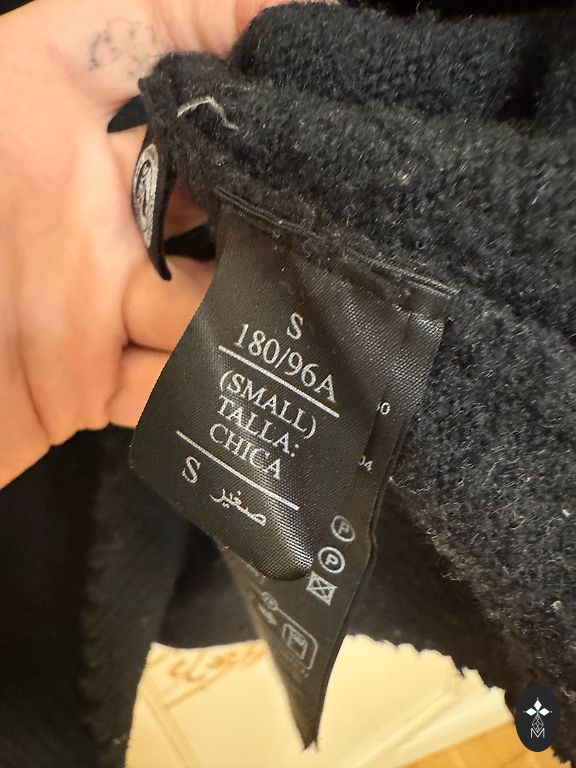 S
180/96A
(SMALL)
TALLA:
CHICA
S صغير
P
P
M